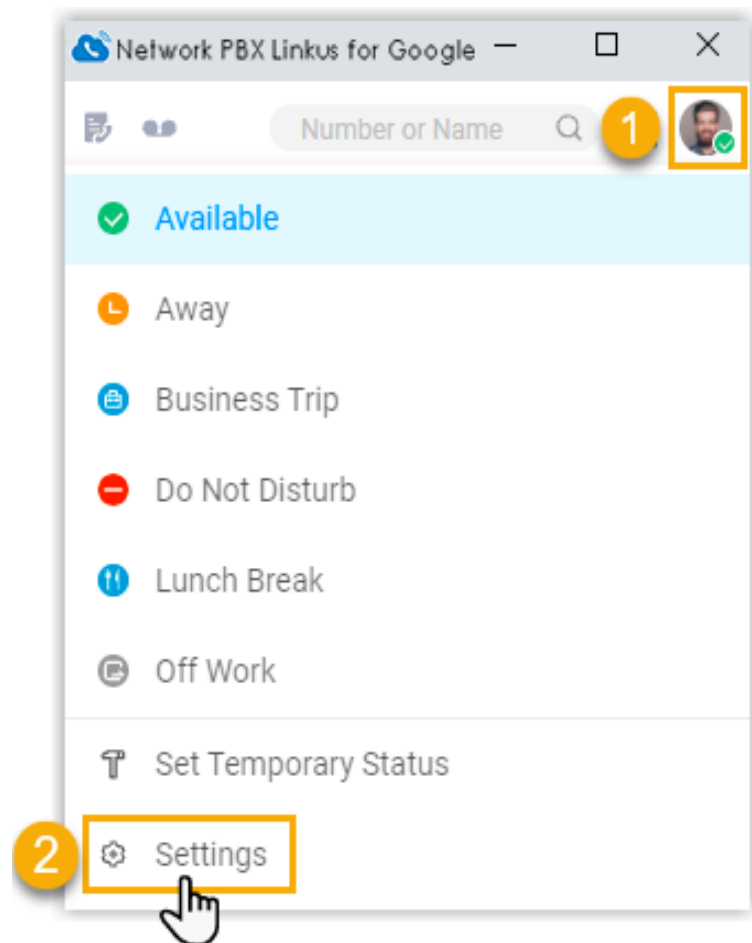 Network PBX Linkus for Google
Number or Name
1
Available
Away
Business Trip
Do Not Disturb
Lunch Break
Off Work
Set Temporary Status
2
Settings